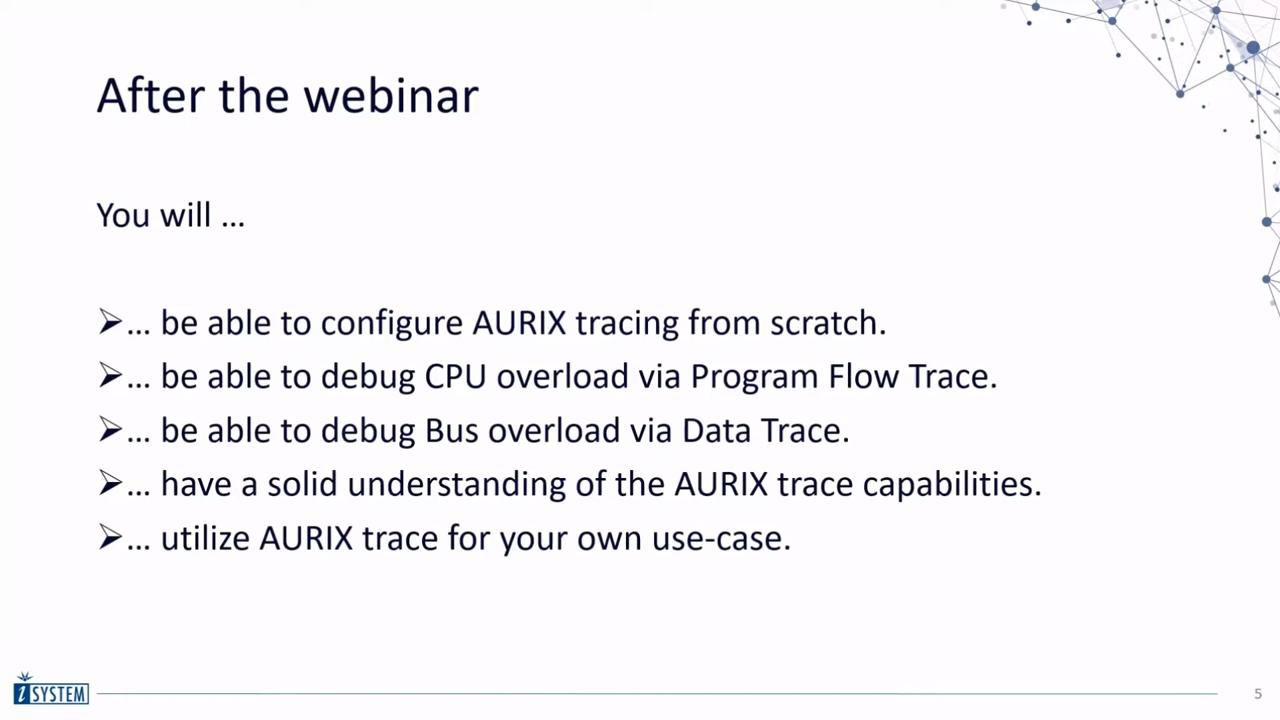 After the webinar
You will …
➢… be able to configure AURIX tracing from scratch.
➢… be able to debug CPU overload via Program Flow Trace.
➢… be able to debug Bus overload via Data Trace.
➢… have a solid understanding of the AURIX trace capabilities.
➢… utilize AURIX trace for your own use-case.
iSYSTEM
5